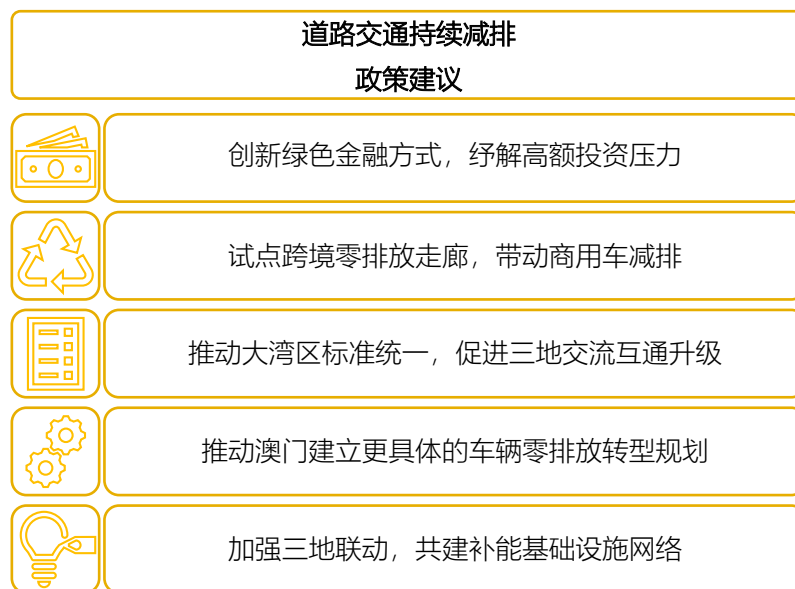 道路交通持续减排
政策建议
创新绿色金融方式，纾解高额投资压力
试点跨境零排放走廊，带动商用车减排
推动大湾区标准统一，促进三地交流互通升级
推动澳门建立更具体的车辆零排放转型规划
加强三地联动，共建补能基础设施网络